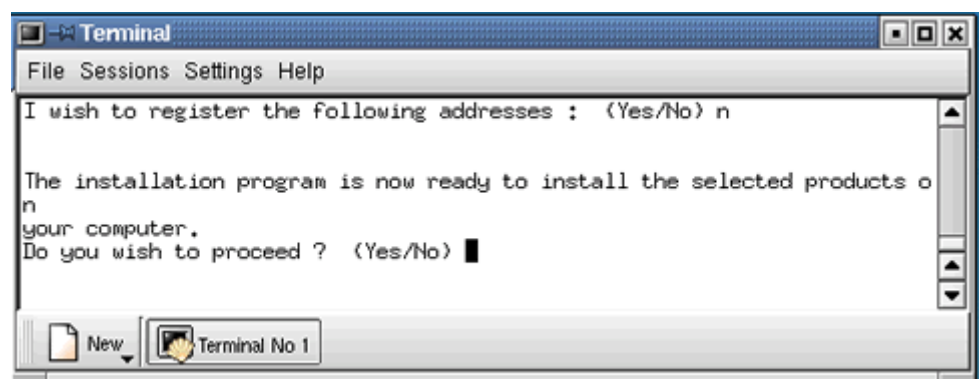 Terminal
File Sessions Settings Help
I wish to register the following addresses : (Yes/No) n
The installation program is now ready to install the selected products o
n
your computer.
Do you wish to proceed ? (Yes/No)
New
Terminal No 1